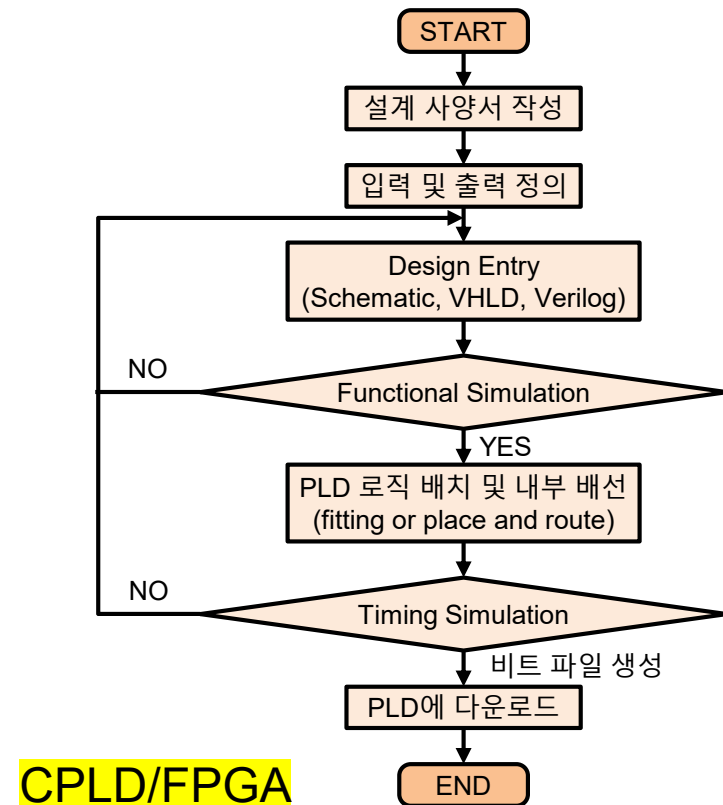 START
설계 사양서 작성
입력 및 출력 정의
Design Entry
(Schematic, VHLD, Verilog)
NO
Functional Simulation
YES
PLD 로직 배치 및 내부 배선
(fitting or place and route)
NO
Timing Simulation
비트 파일 생성
PLD에 다운로드
CPLD/FPGA
END